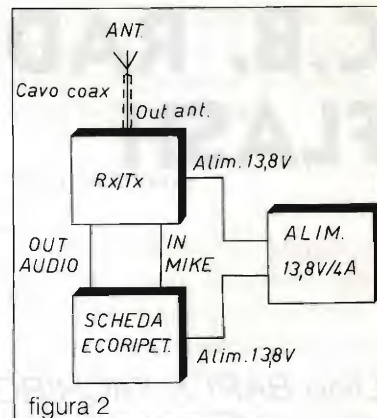 ANT.
Cavo coax
Out ant.
Rx/Tx
Alim. 13,8V
OUT
AUDIO
IN
MIKE
ALIM.
13,8V/4A
SCHEDA
ECORIPET.
Alim. 13,8V
figura 2